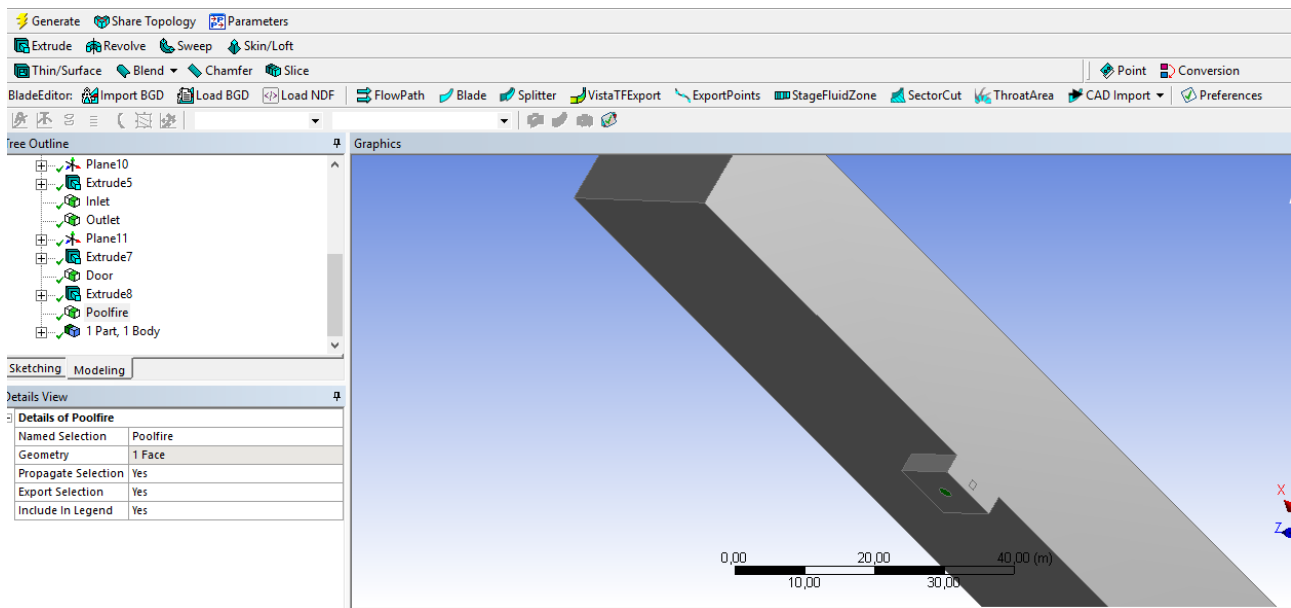 Generate Share Topology Parameters
Extrude Revolve Sweep Skin/Loft
Thin/Surface Blend Chamfer Slice Point Conversion
BladeEditor: Import BGD Load BGD Load NDF FlowPath Blade Splitter VistaTFExport ExportPoints StageFluidZone SectorCut ThroatArea CAD Import Preferences
Tree Outline Graphics
Plane10
Extrude5
Inlet
Outlet
Plane11
Extrude7
Door
Extrude8
Poolfire
1 Part, 1 Body
Sketching Modeling
Details View
Details of Poolfire
Named Selection Poolfire
Geometry 1 Face
Propagate Selection Yes
Export Selection Yes
Include In Legend Yes
0,00 20,00 40,00 (m)
10,00 30,00
X
Z